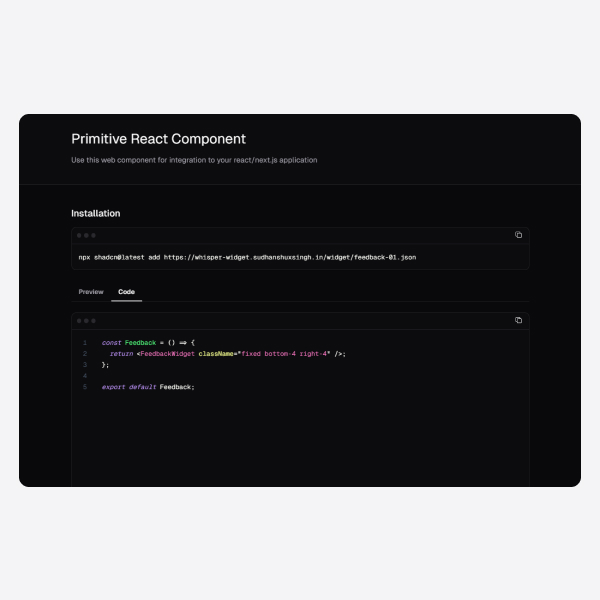 Primitive React Component
Use this web component for integration to your react/next.js application
Installation
npx shadcn@latest add https://whisper-widget.sudhanshuxsingh.in/widget/feedback-01.json
Preview Code
1 const Feedback = () => {
2 return <FeedbackWidget className="fixed bottom-4 right-4" />;
3 };
4
5 export default Feedback;